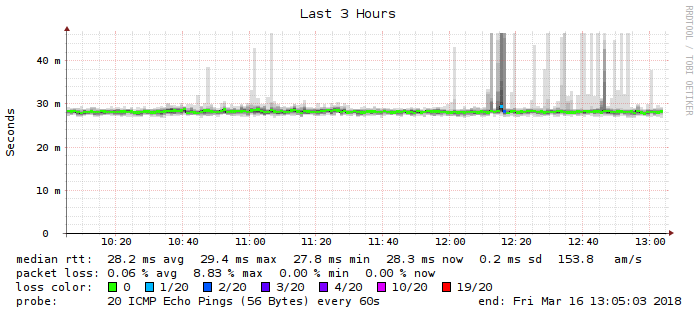 Last 3 Hours
RRDTOOL / TOBI OETIKER
Seconds
40 m
30 m
20 m
10 m
0
10:20 10:40 11:00 11:20 11:40 12:00 12:20 12:40 13:00
median rtt: 28.2 ms avg 29.4 ms max 27.8 ms min 28.3 ms now 0.2 ms sd 153.8 am/s
packet loss: 0.06 % avg 8.83 % max 0.00 % min 0.00 % now
loss color: 0 1/20 2/20 3/20 4/20 10/20 19/20
probe: 20 ICMP Echo Pings (56 Bytes) every 60s end: Fri Mar 16 13:05:03 2018